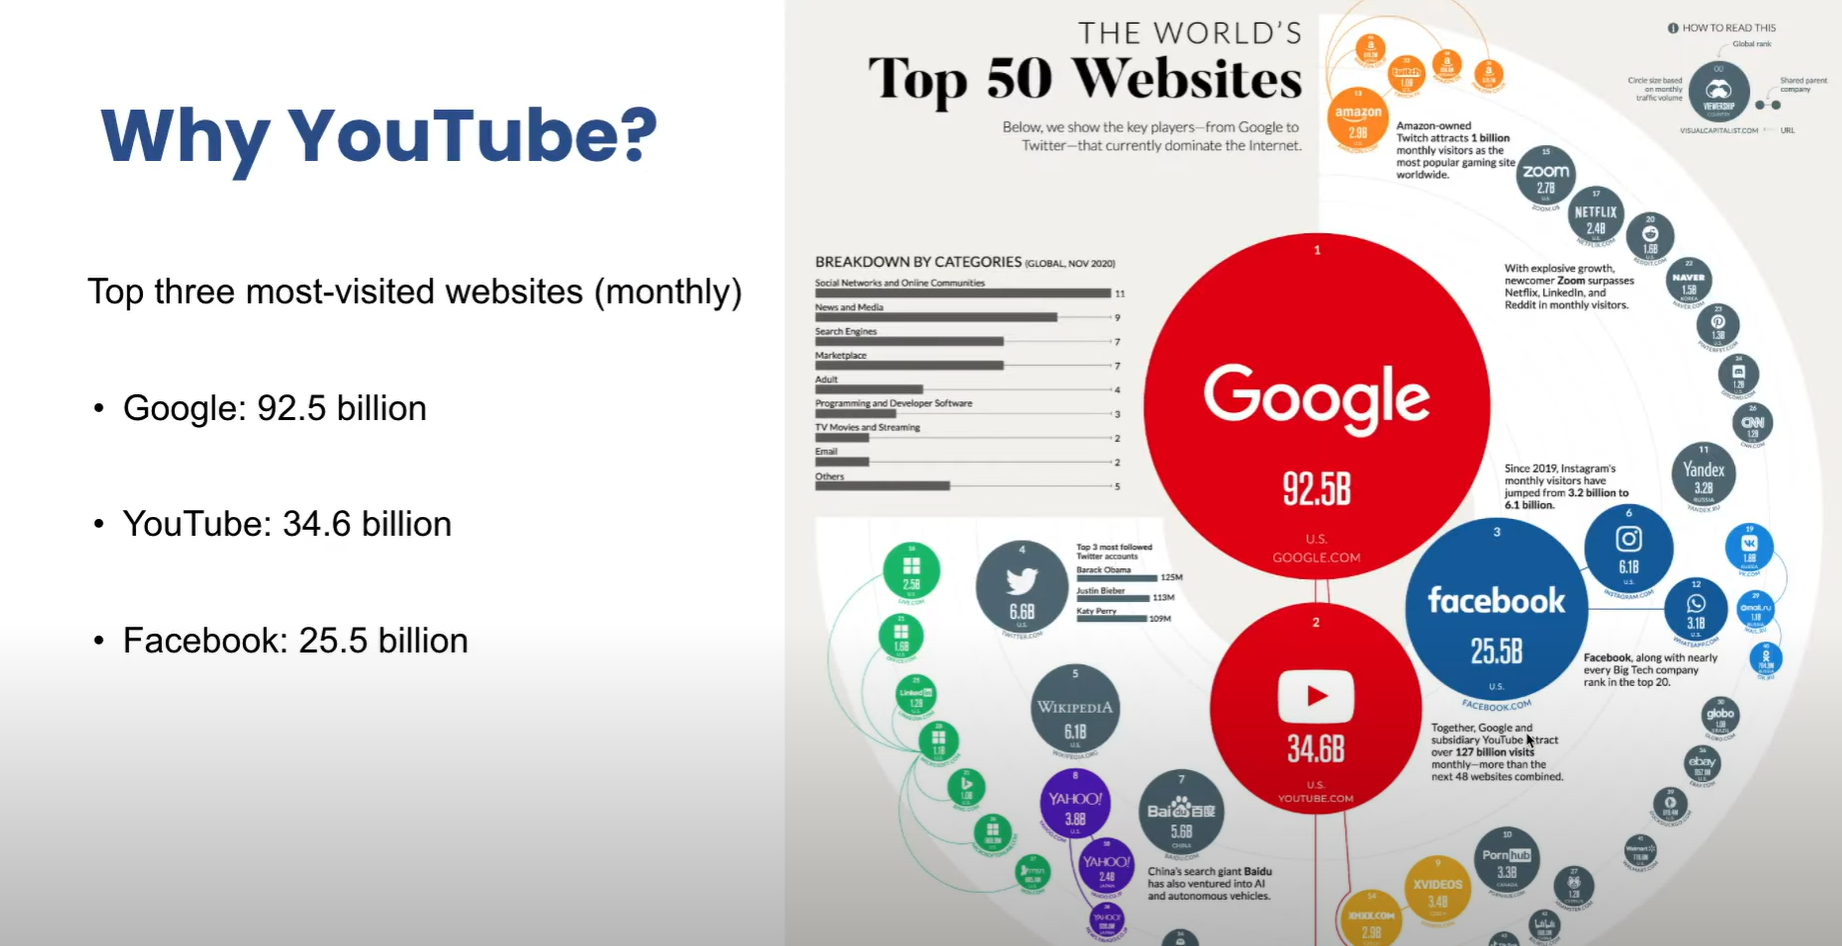 Why YouTube?
Top three most-visited websites (monthly)
• Google: 92.5 billion
• YouTube: 34.6 billion
• Facebook: 25.5 billion
THE WORLD'S
Top 50 Websites
Below, we show the key players—from Google to
Twitter—that currently dominate the Internet.
HOW TO READ THIS
Global rank
Circle size based
on monthly
traffic volume
00
VIEWERSHIP
COUNTRY
Shared parent
company
VISUALCAPITALIST.COM
URL
BREAKDOWN BY CATEGORIES (GLOBAL, NOV 2020)
Social Networks and Online Communities
11
News and Media
9
Search Engines
7
Marketplace
7
Adult
4
Programming and Developer Software
3
TV Movies and Streaming
2
Email
2
Others
5
13
amazon
2.9B
Amazon-owned
Twitch attracts 1 billion
monthly visitors as the
most popular gaming site
worldwide.
15
zoom
2.7B
U.S.
ZOOM.US
17
NETFLIX
2.4B
U.S.
NETFLIX.COM
20
1.6B
U.S.
REDDIT.COM
22
NAVER
1.5B
KOREA
NAVER.COM
With explosive growth,
newcomer Zoom surpasses
Netflix, LinkedIn, and
Reddit in monthly visitors.
23
1.3B
U.S.
PINTEREST.COM
1.2B
26
CNN
1.2B
CNN.COM
11
Yandex
3.2B
RUSSIA
YANDEX.RU
1
Google
92.5B
U.S.
GOOGLE.COM
Since 2019, Instagram's
monthly visitors have
jumped from 3.2 billion to
6.1 billion.
6
6.1B
U.S.
INSTAGRAM.COM
3
facebook
25.5B
U.S.
FACEBOOK.COM
12
3.1B
U.S.
WHATSAPP.COM
19
1.8B
RUSSIA
VK.COM
29
@mail.ru
1.1B
Facebook, along with nearly
every Big Tech company
rank in the top 20.
2
34.6B
U.S.
YOUTUBE.COM
Together, Google and
subsidiary YouTube attract
over 127 billion visits
monthly—more than the
next 48 websites combined.
4
6.6B
U.S.
TWITTER.COM
Top 3 most followed
Twitter accounts
Barack Obama
125M
Justin Bieber
113M
Katy Perry
109M
16
2.5B
U.S.
LIVE.COM
21
1.6B
U.S.
LinkedIn
1.2B
1.1B
5
WIKIPEDIA
6.1B
WIKIPEDIA.ORG
8
YAHOO!
3.8B
U.S.
7
Bai百度
5.6B
CHINA
BAIDU.COM
YAHOO!
2.4B
JAPAN
China's search giant Baidu
has also ventured into AI
and autonomous vehicles.
YAHOO!
msn
globo
ebay
10
Pornhub
3.3B
CANADA
9
XVIDEOS
3.4B
14
XNXX.COM
2.9B
27
1.2B